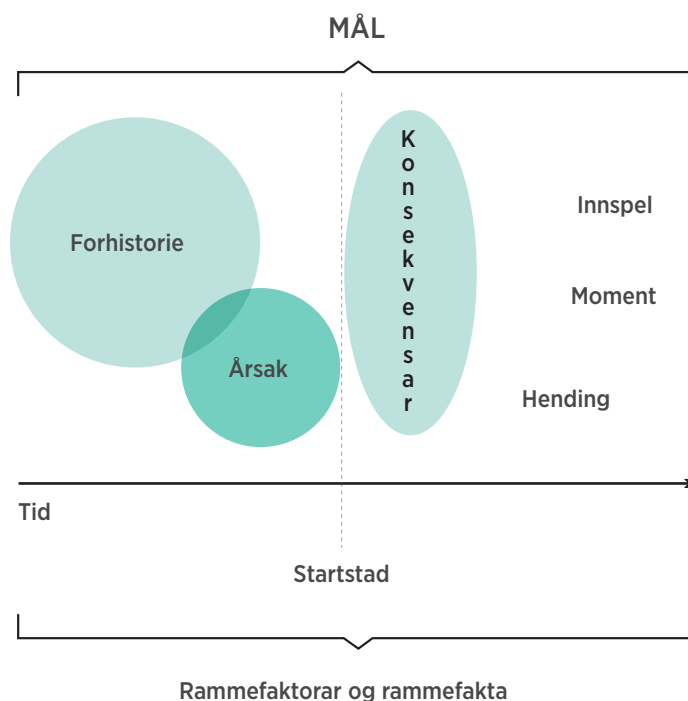 MÅL
Konsekvensar
Innspel
Forhistorie
Moment
Årsak
Hending
Tid
Startstad
Rammefaktorar og rammefakta